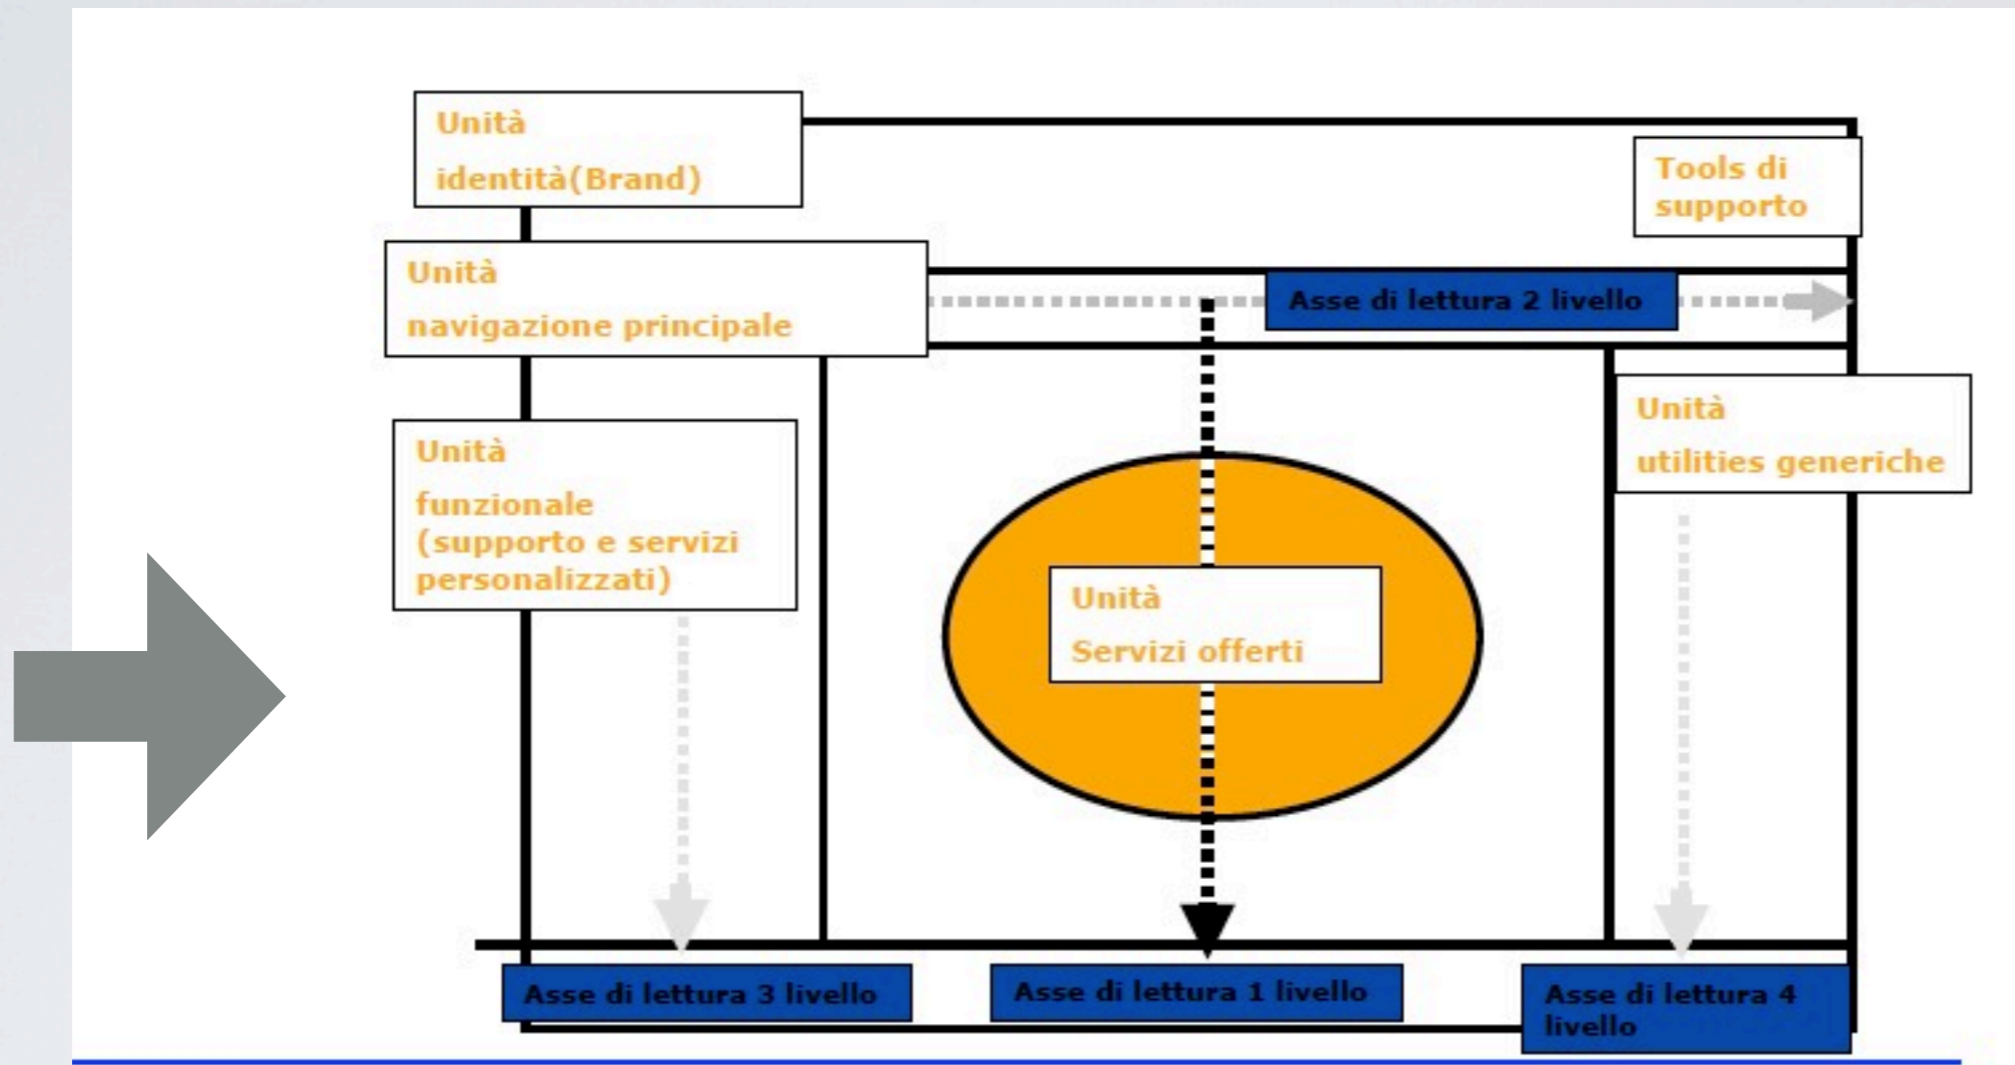 Unità
identità(Brand)
Tools di
supporto
Unità
navigazione principale
Asse di lettura 2 livello
Unità
utilities generiche
Unità
funzionale
(supporto e servizi
personalizzati)
Unità
Servizi offerti
Asse di lettura 3 livello
Asse di lettura 1 livello
Asse di lettura 4
livello